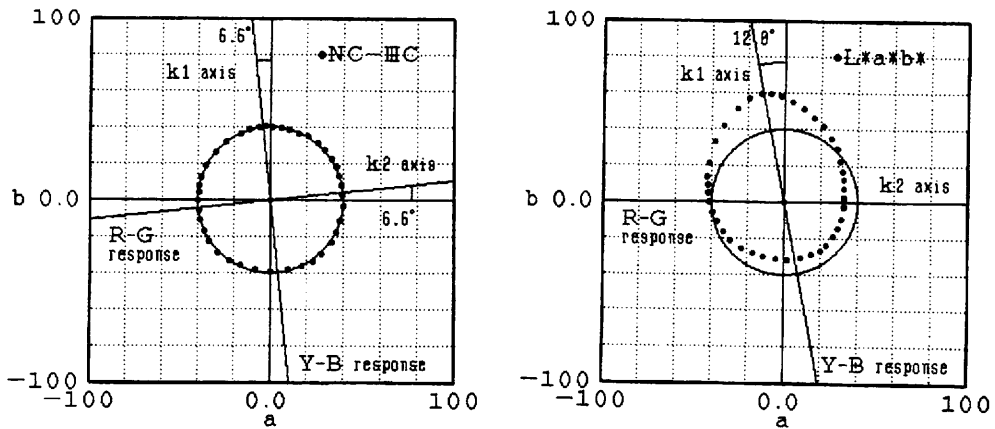 100
6.6°
NC-ⅢC
k1 axis
k2 axis
b 0.0
6.6°
R-G
response
Y-B response
-100
-100
0.0
100
a
100
12.0°
L*a*b*
k1 axis
k2 axis
b 0.0
R-G
response
Y-B response
-100
-100
0.0
100
a